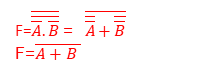 F=A.B = A+B
F=A + B